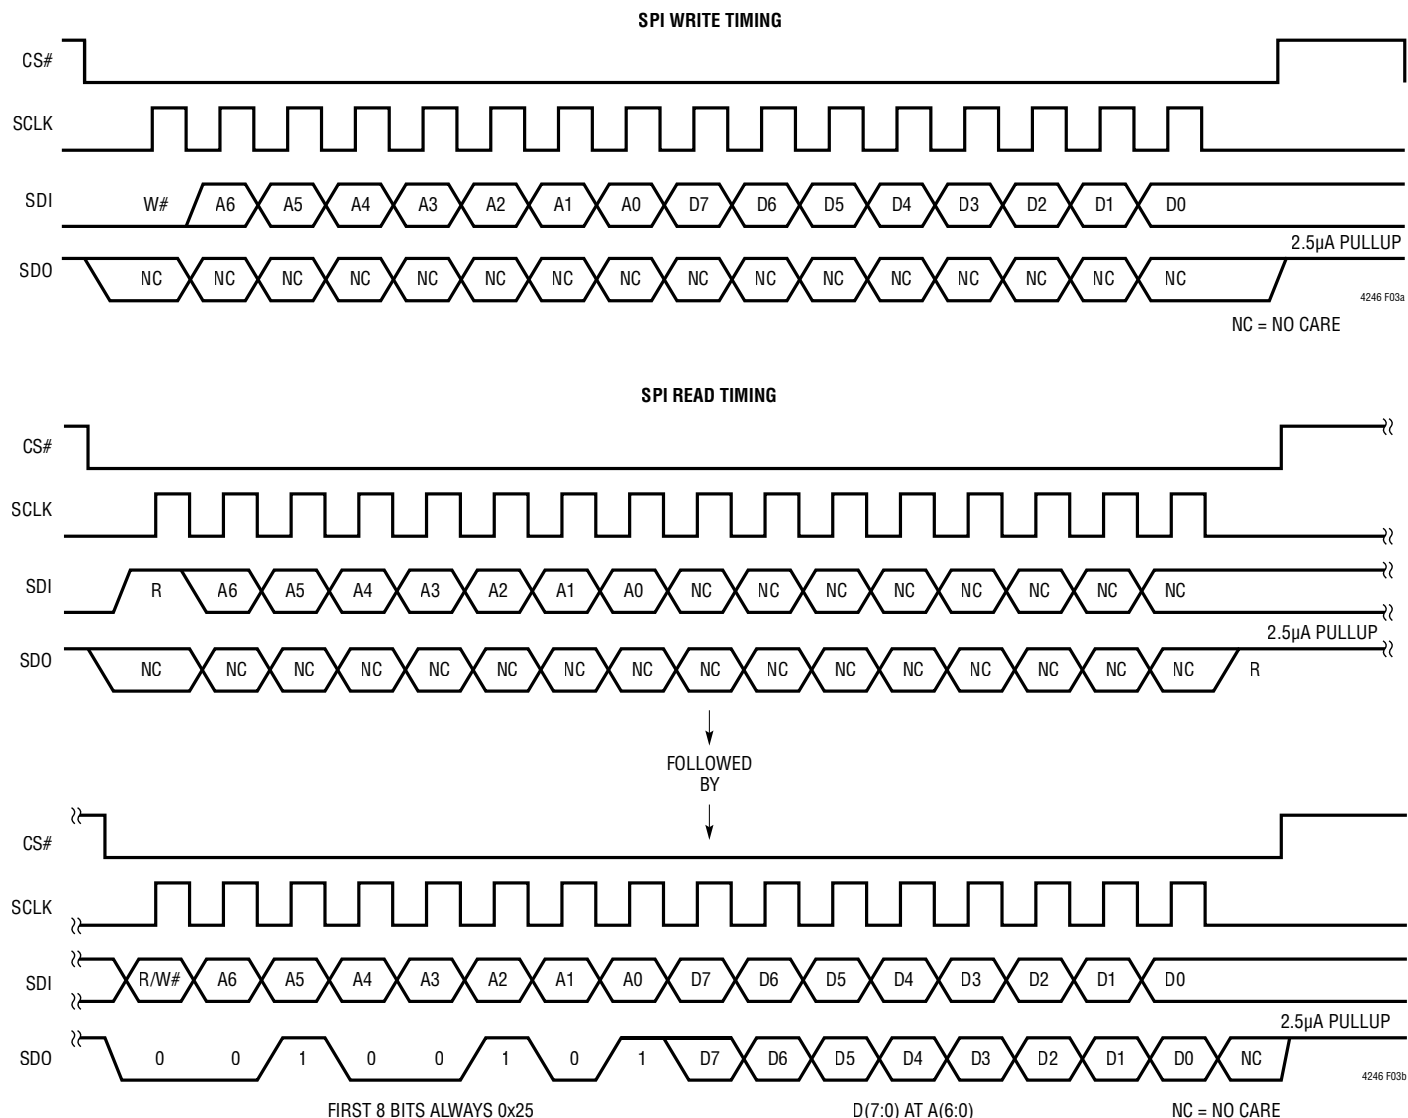 SPI WRITE TIMING
CS#
SCLK
SDI W# A6 A5 A4 A3 A2 A1 A0 D7 D6 D5 D4 D3 D2 D1 D0
2.5µA PULLUP
SDO NC NC NC NC NC NC NC NC NC NC NC NC NC NC NC NC
4246 F03a
NC = NO CARE
SPI READ TIMING
CS#
SCLK
SDI R A6 A5 A4 A3 A2 A1 A0 NC NC NC NC NC NC NC NC
2.5µA PULLUP
SDO NC NC NC NC NC NC NC NC NC NC NC NC NC NC NC NC R
FOLLOWED
BY
CS#
SCLK
SDI R/W# A6 A5 A4 A3 A2 A1 A0 D7 D6 D5 D4 D3 D2 D1 D0
2.5µA PULLUP
SDO 0 0 1 0 0 1 0 1 D7 D6 D5 D4 D3 D2 D1 D0 NC
4246 F03b
FIRST 8 BITS ALWAYS 0x25 D(7:0) AT A(6:0) NC = NO CARE